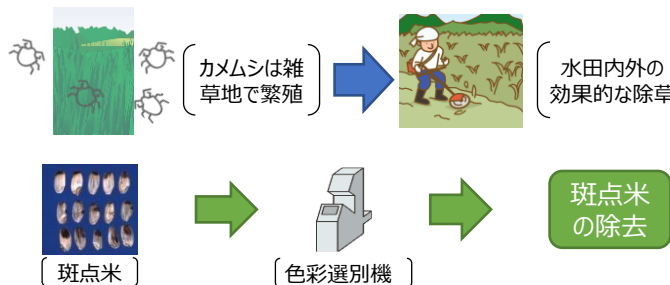 カメムシは雑
草地で繁殖
水田内外の
効果的な除草
斑点米
色彩選別機
斑点米
の除去